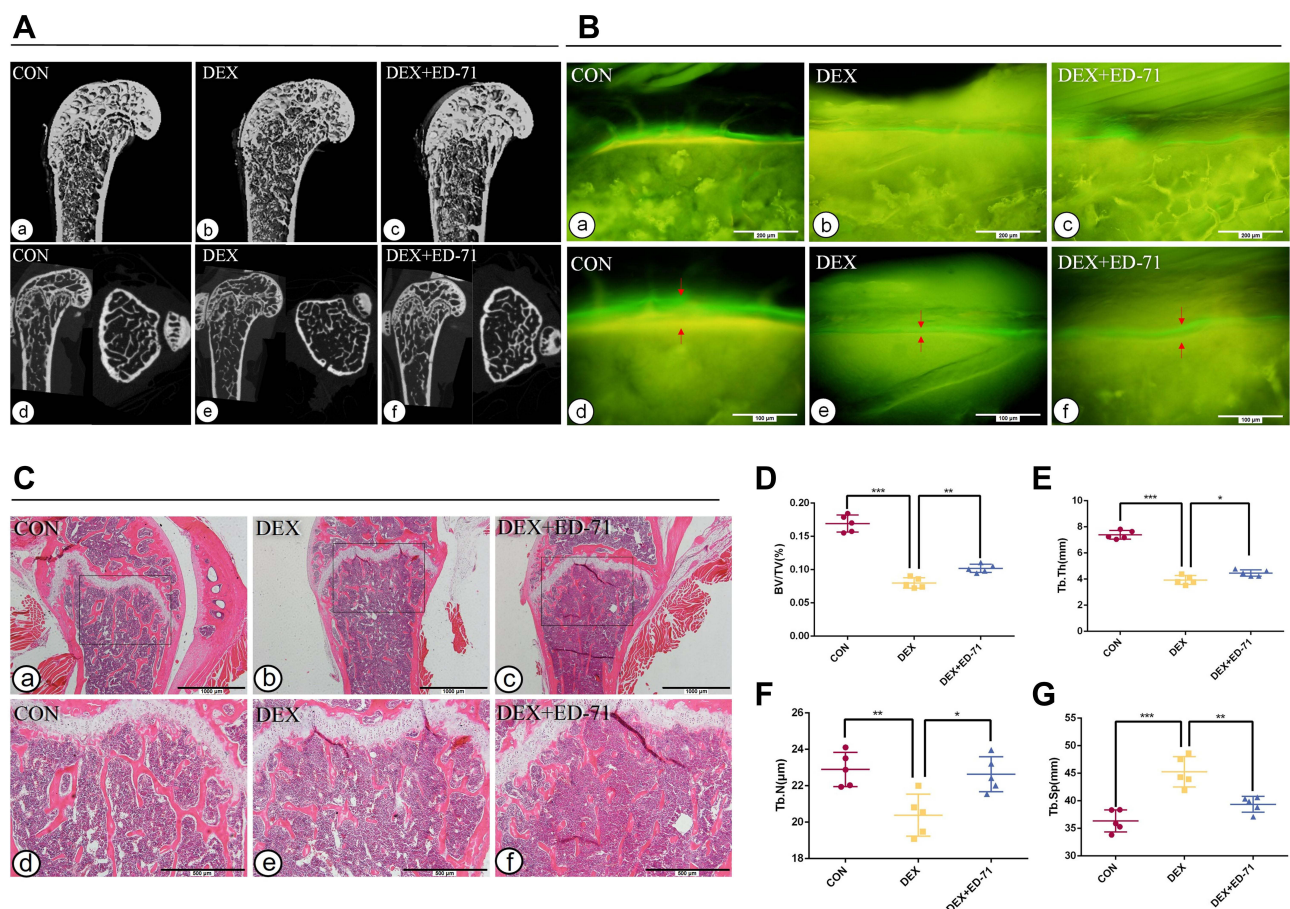 A
B
CON
DEX
DEX+ED-71
CON
DEX
DEX+ED-71
a
b
c
a
200 µm
b
200 µm
c
200 µm
CON
DEX
DEX+ED-71
CON
DEX
DEX+ED-71
d
e
f
d
100 µm
e
100 µm
f
100 µm
C
CON
DEX
DEX+ED-71
a
1000 µm
b
1000 µm
c
1000 µm
CON
DEX
DEX+ED-71
d
500 µm
e
500 µm
f
500 µm
D
***
**
0.20
0.15
0.10
0.05
0.00
BV/TV(%)
CON
DEX
DEX+ED-71
E
***
*
10
8
6
4
2
0
Tb.Th(mm)
CON
DEX
DEX+ED-71
F
**
*
26
24
22
20
18
Tb.N(µm)
CON
DEX
DEX+ED-71
G
***
**
55
50
45
40
35
30
Tb.Sp(mm)
CON
DEX
DEX+ED-71